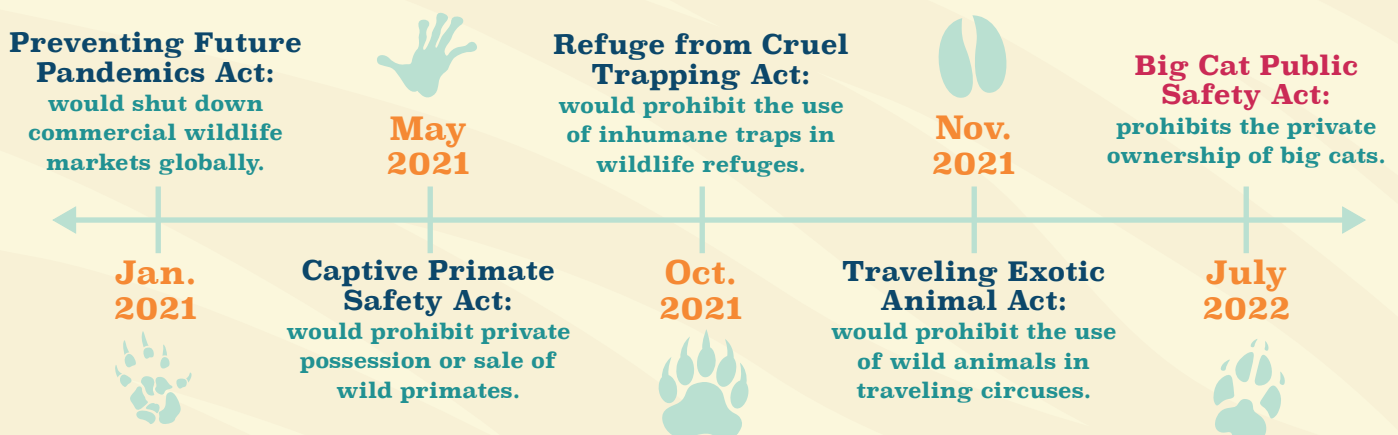 Preventing Future
Pandemics Act:
would shut down
commercial wildlife
markets globally.
Jan.
2021
May
2021
Captive Primate
Safety Act:
would prohibit private
possession or sale of
wild primates.
Refuge from Cruel
Trapping Act:
would prohibit the use
of inhumane traps in
wildlife refuges.
Oct.
2021
Nov.
2021
Traveling Exotic
Animal Act:
would prohibit the use
of wild animals in
traveling circuses.
Big Cat Public
Safety Act:
prohibits the private
ownership of big cats.
July
2022